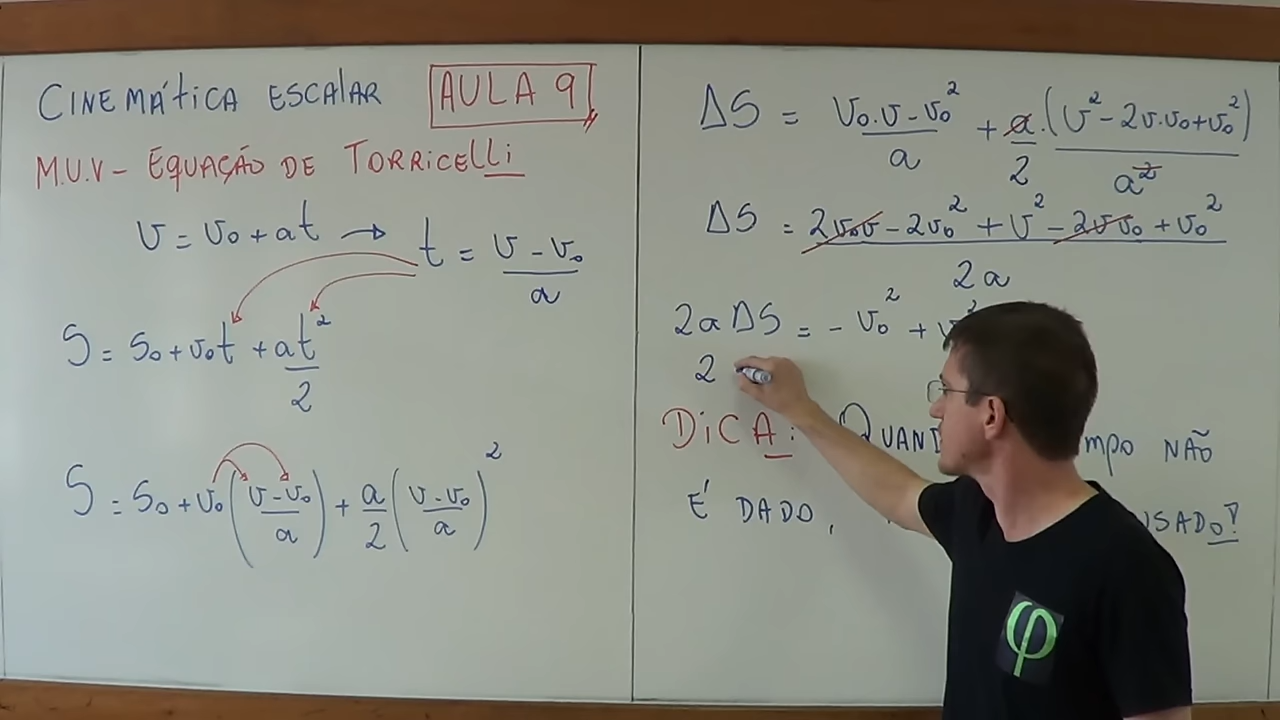 CINEMÁTICA ESCALAR AULA 9
M.U.V - EQUAÇÃO DE TORRICELLI
v = v₀ + at → t = (v - v₀)/a
S = S₀ + v₀t + at²/2
S = S₀ + v₀((v - v₀)/a) + a/2((v - v₀)/a)²
ΔS = (v₀.v - v₀²)/a + a/2.(v² - 2v.v₀ + v₀²)/a²
ΔS = (2v₀v - 2v₀² + v² - 2vv₀ + v₀²)/2a
2aΔS = - v₀² + v²
2
DICA: 
É DADO,
NÃO
φ